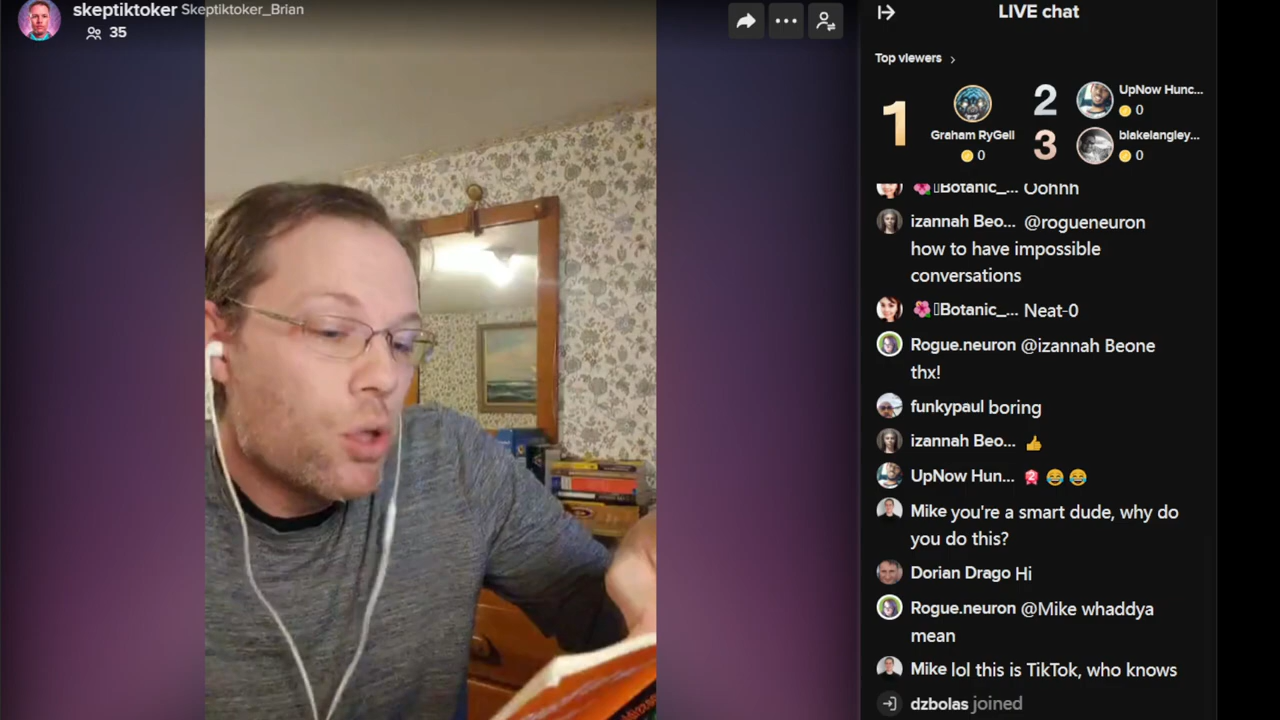 skeptiktoker Skeptiktoker_Brian
35
LIVE chat
Top viewers
1
Graham RyGell
0
2
UpNow Hunc...
0
3
blakelangley...
0
Botanic_... Oohhh
izannah Beo... @rogueneuron
how to have impossible
conversations
Botanic_... Neat-0
Rogue.neuron @izannah Beone
thx!
funkypaul boring
izannah Beo... 👍
UpNow Hun... 😂 😂
Mike you're a smart dude, why do
you do this?
Dorian Drago Hi
Rogue.neuron @Mike whaddya
mean
Mike lol this is TikTok, who knows
dzbolas joined